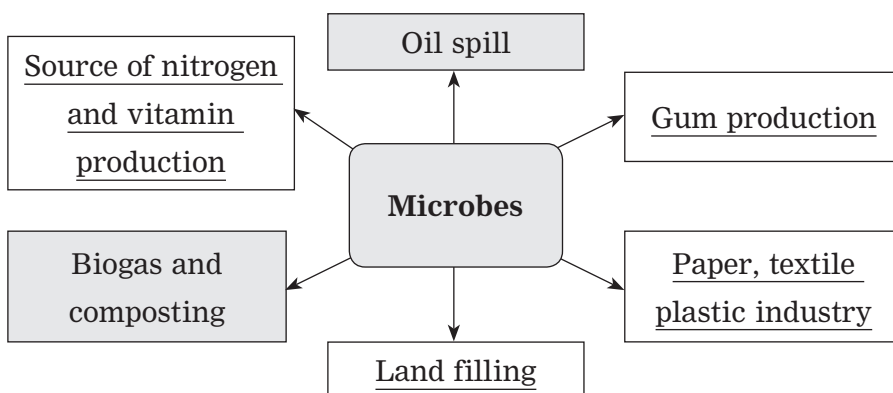 Oil spill
Source of nitrogen
and vitamin
production
Gum production
Microbes
Biogas and
composting
Paper, textile
plastic industry
Land filling